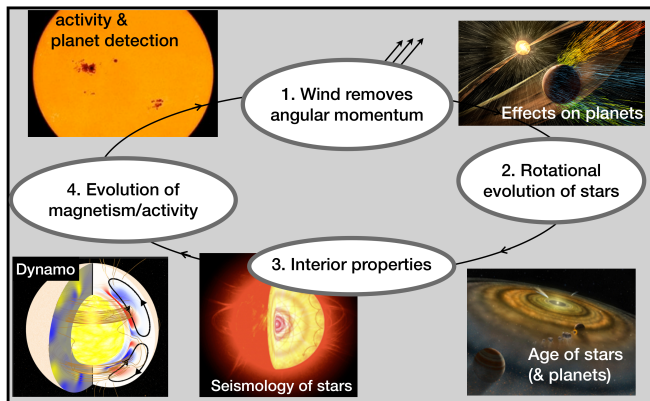 activity &
planet detection
1. Wind removes
angular momentum
Effects on planets
2. Rotational
evolution of stars
4. Evolution of
magnetism/activity
3. Interior properties
Dynamo
Seismology of stars
Age of stars
(& planets)